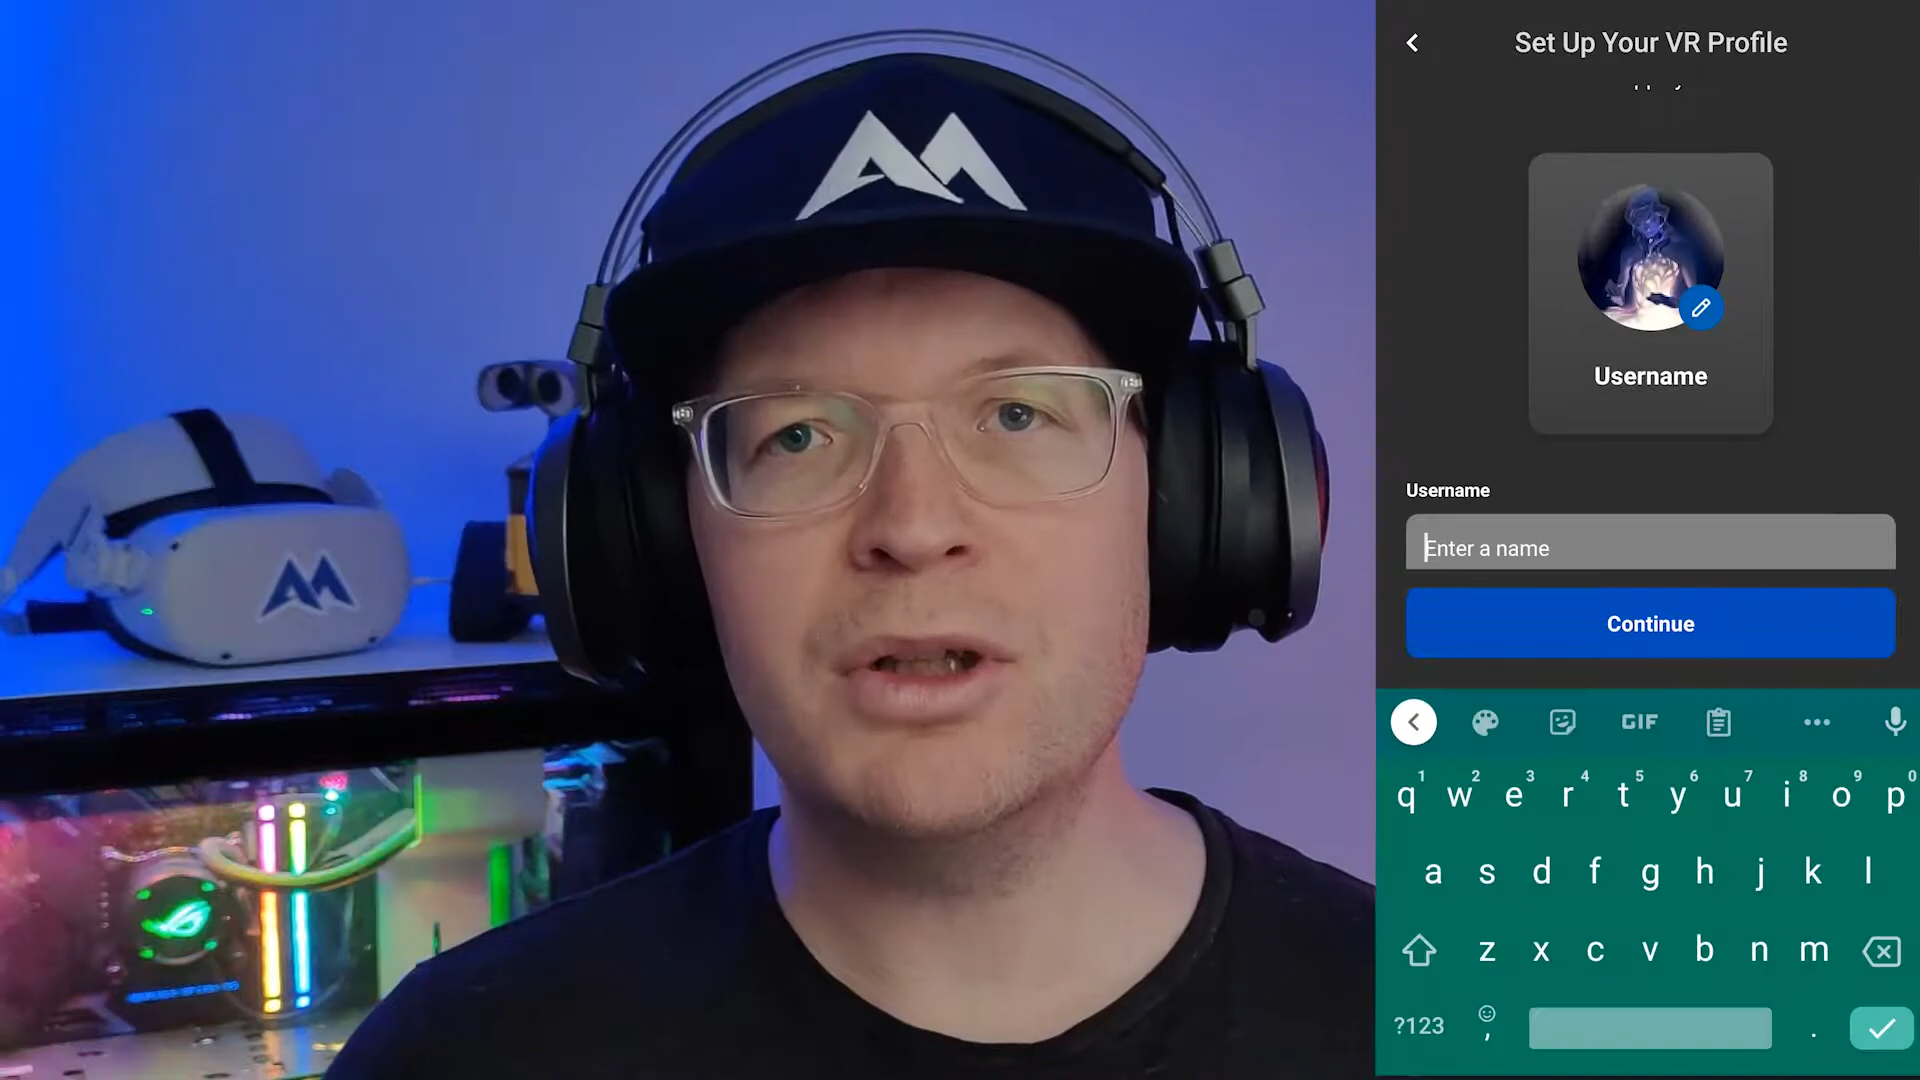 Set Up Your VR Profile
Username
Username
Enter a name
Continue
GIF
1 2 3 4 5 6 7 8 9 0
q w e r t y u i o p
a s d f g h j k l
z x c v b n m
?123 , .